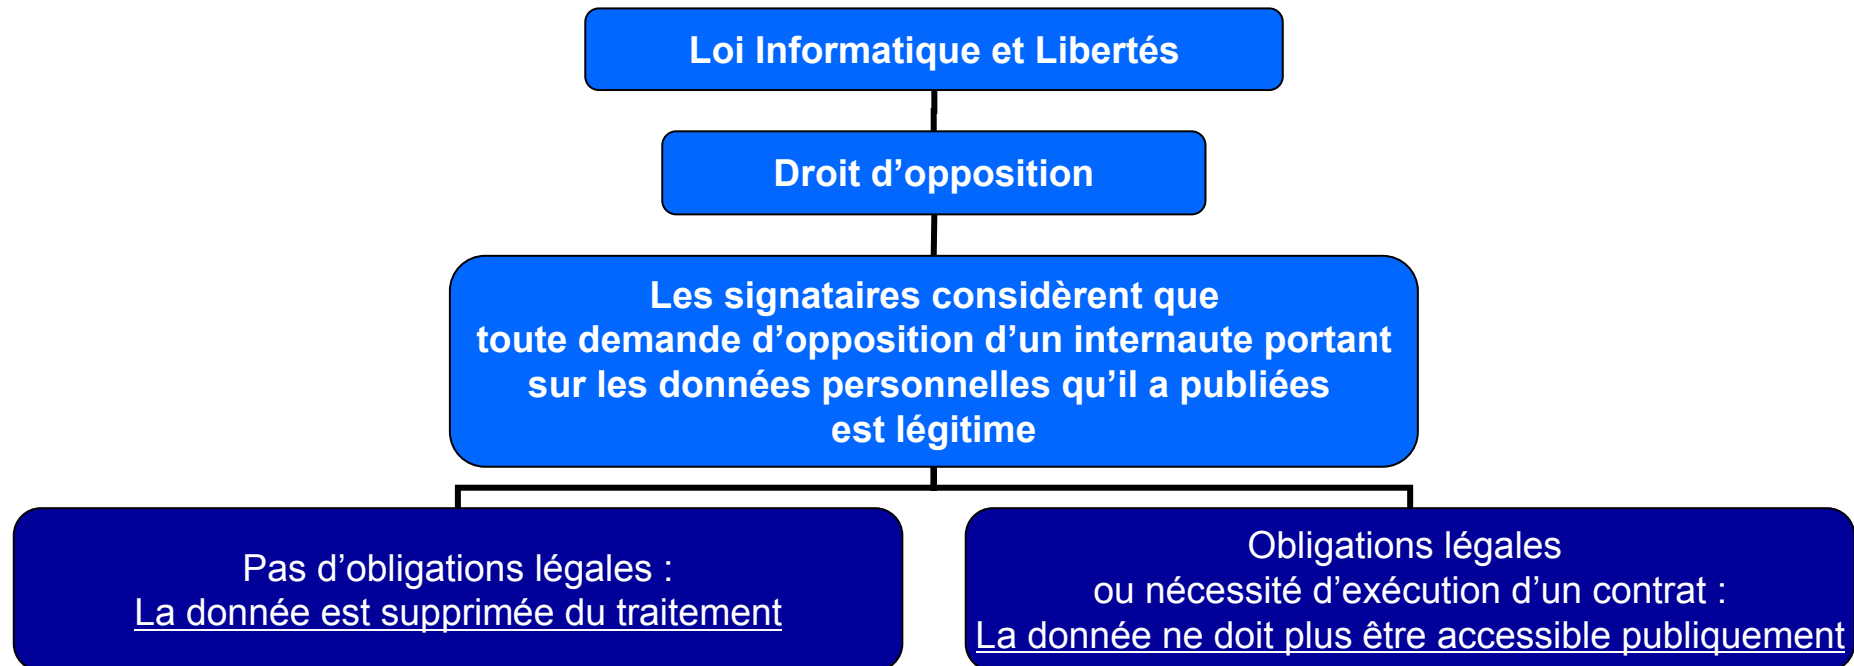 Loi Informatique et Libertés
Droit d’opposition
Les signataires considèrent que
toute demande d’opposition d’un internaute portant
sur les données personnelles qu’il a publiées
est légitime
Pas d’obligations légales :
La donnée est supprimée du traitement
Obligations légales
ou nécessité d’exécution d’un contrat :
La donnée ne doit plus être accessible publiquement